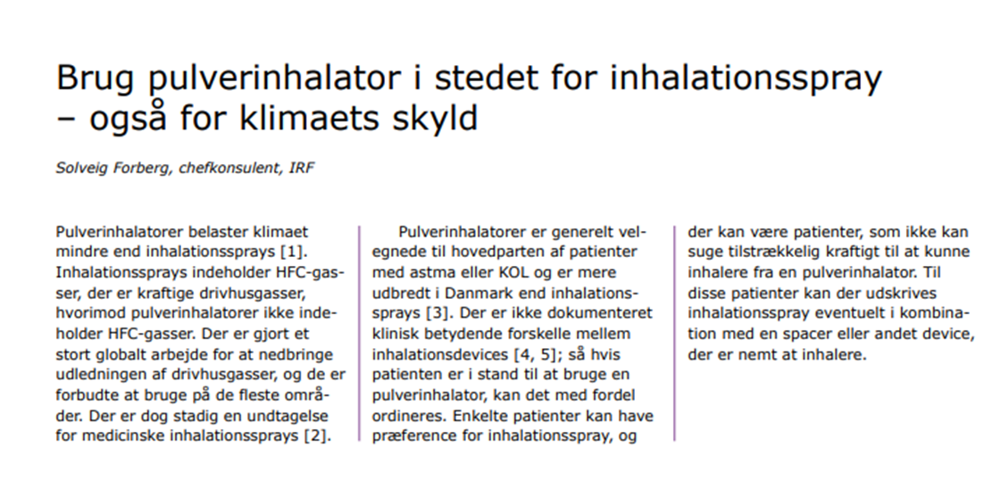 Brug pulverinhalator i stedet for inhalationsspray
– også for klimaets skyld
Solveig Forberg, chefkonsulent, IRF
Pulverinhalatorer belaster klimaet
mindre end inhalationssprays [1].
Inhalationssprays indeholder HFC-gas-
ser, der er kraftige drivhusgasser,
hvorimod pulverinhalatorer ikke inde-
holder HFC-gasser. Der er gjort et
stort globalt arbejde for at nedbringe
udledningen af drivhusgasser, og de er
forbudte at bruge på de fleste områ-
der. Der er dog stadig en undtagelse
for medicinske inhalationssprays [2].
Pulverinhalatorer er generelt vel-
egnede til hovedparten af patienter
med astma eller KOL og er mere
udbredt i Danmark end inhalations-
sprays [3]. Der er ikke dokumenteret
klinisk betydende forskelle mellem
inhalationsdevices [4, 5]; så hvis
patienten er i stand til at bruge en
pulverinhalator, kan det med fordel
ordineres. Enkelte patienter kan have
præference for inhalationsspray, og
der kan være patienter, som ikke kan
suge tilstrækkelig kraftigt til at kunne
inhalere fra en pulverinhalator. Til
disse patienter kan der udskrives
inhalationsspray eventuelt i kombina-
tion med en spacer eller andet device,
der er nemt at inhalere.